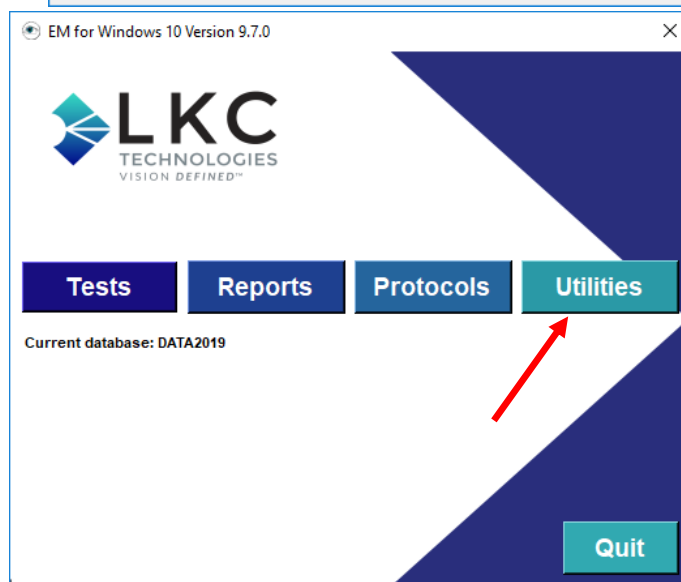 EM for Windows 10 Version 9.7.0
LKC
TECHNOLOGIES
VISION DEFINED™
Tests Reports Protocols Utilities
Current database: DATA2019
Quit